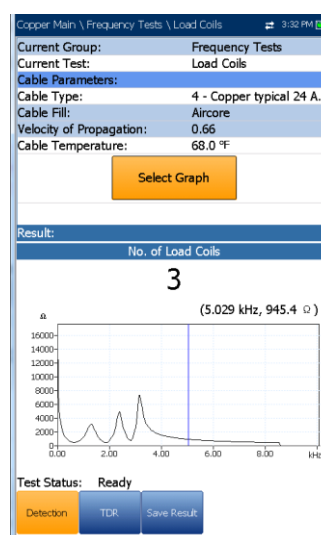 Copper Main \ Frequency Tests \ Load Coils 3:32 PM
Current Group: Frequency Tests
Current Test: Load Coils
Cable Parameters:
Cable Type: 4 - Copper typical 24 A.
Cable Fill: Aircore
Velocity of Propagation: 0.66
Cable Temperature: 68.0 °F
Select Graph
Result:
No. of Load Coils
3
(5.029 kHz, 945.4 Ω)
Ω
16000
14000
12000
10000
8000
6000
4000
2000
0.00 2.00 4.00 6.00 8.00 kHz
Test Status: Ready
Detection TDR Save Result